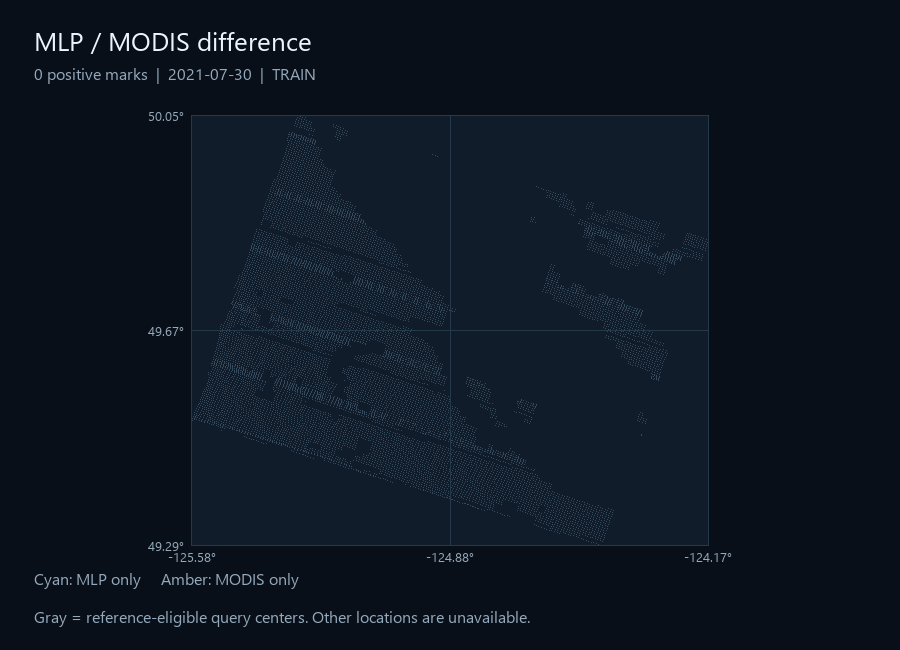 MLP / MODIS difference
0 positive marks | 2021-07-30 | TRAIN
50.05°
49.67°
49.29°
-125.58° -124.88° -124.17°
Cyan: MLP only Amber: MODIS only
Gray = reference-eligible query centers. Other locations are unavailable.